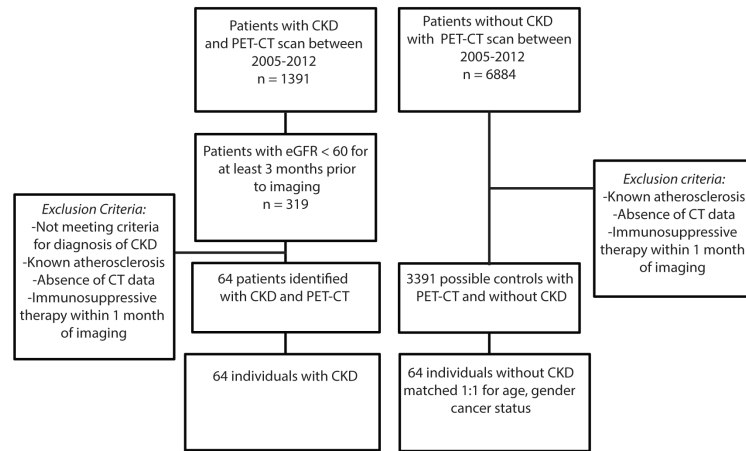 Patients with CKD
and PET-CT scan between
2005-2012
n = 1391
Patients without CKD
with PET-CT scan between
2005-2012
n = 6884
Patients with eGFR < 60 for
at least 3 months prior
to imaging
n = 319
Exclusion Criteria:
-Not meeting criteria
for diagnosis of CKD
-Known atherosclerosis
-Absence of CT data
-Immunosuppressive
therapy within 1 month
of imaging
Exclusion criteria:
-Known atherosclerosis
-Absence of CT data
-Immunosuppressive
therapy within 1 month
of imaging
64 patients identified
with CKD and PET-CT
3391 possible controls with
PET-CT and without CKD
64 individuals with CKD
64 individuals without CKD
matched 1:1 for age, gender
cancer status